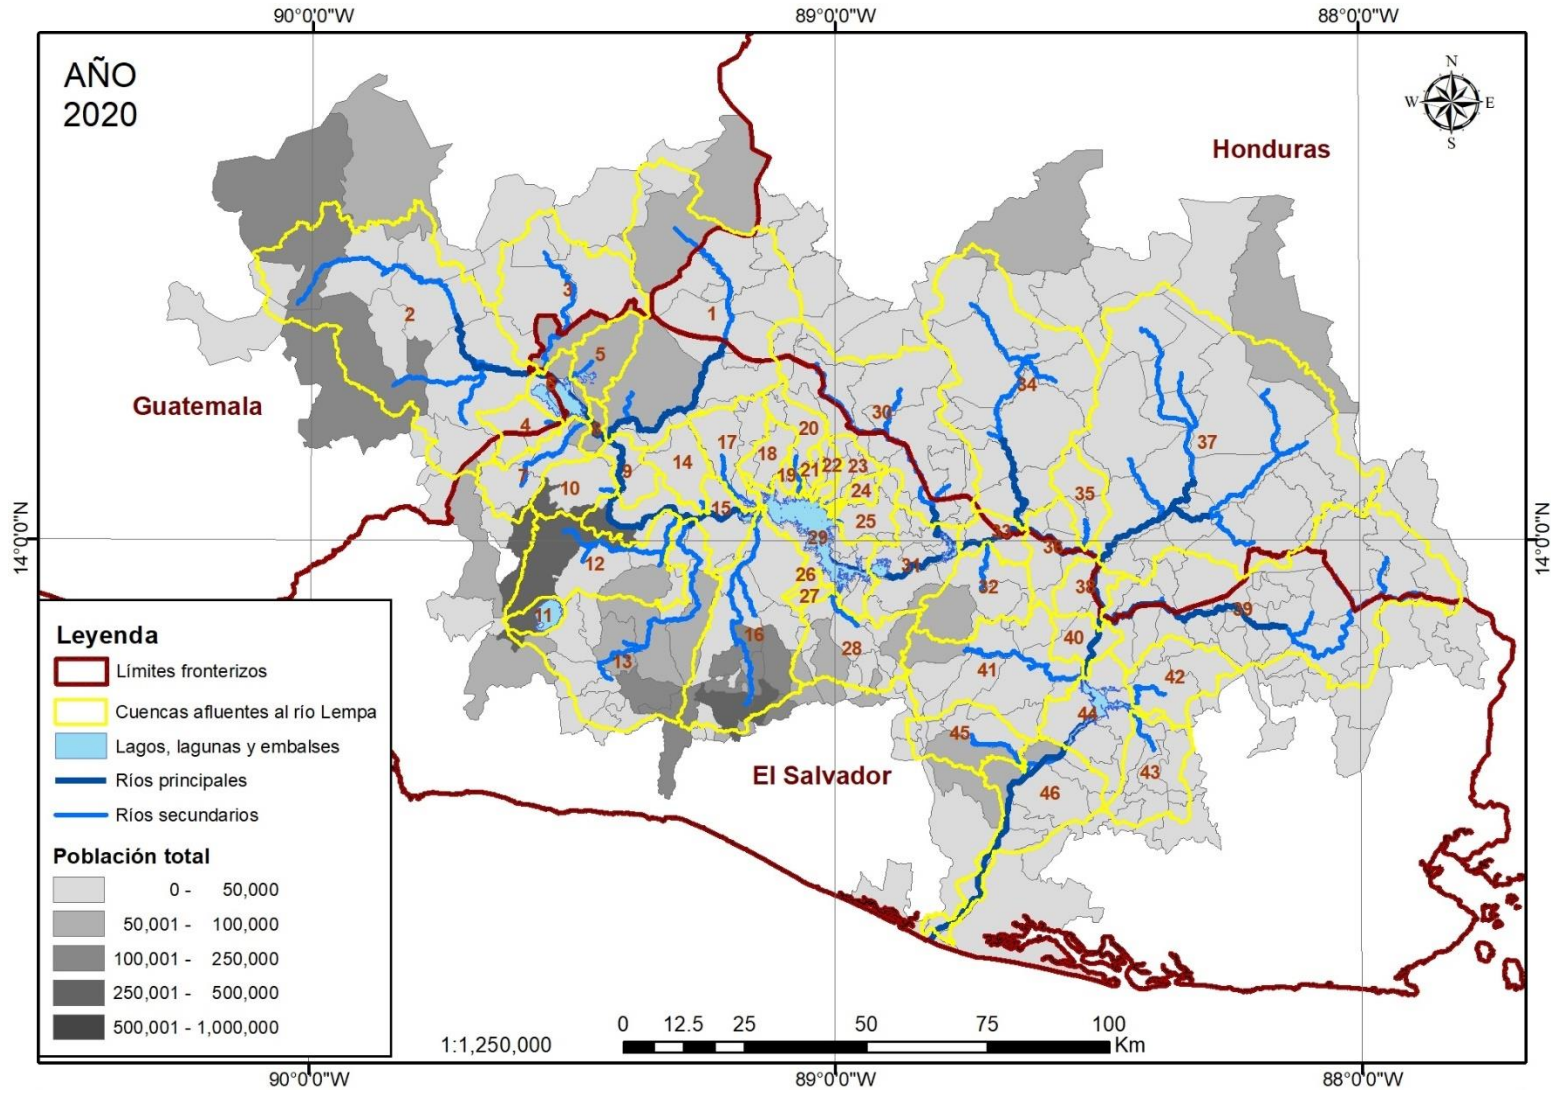 90°0'0"W
89°0'0"W
88°0'0"W
AÑO
2020
N
W
E
S
Honduras
Guatemala
El Salvador
14°0'0"N
14°0'0"N
1
2
3
4
5
6
7
8
9
10
11
12
13
14
15
16
17
18
19
20
21
22
23
24
25
26
27
28
29
30
31
32
33
34
35
36
37
38
39
40
41
42
43
44
45
46
Leyenda
Límites fronterizos
Cuencas afluentes al río Lempa
Lagos, lagunas y embalses
Ríos principales
Ríos secundarios
Población total
0 - 50,000
50,001 - 100,000
100,001 - 250,000
250,001 - 500,000
500,001 - 1,000,000
1:1,250,000
0 12.5 25 50 75 100
Km
90°0'0"W
89°0'0"W
88°0'0"W